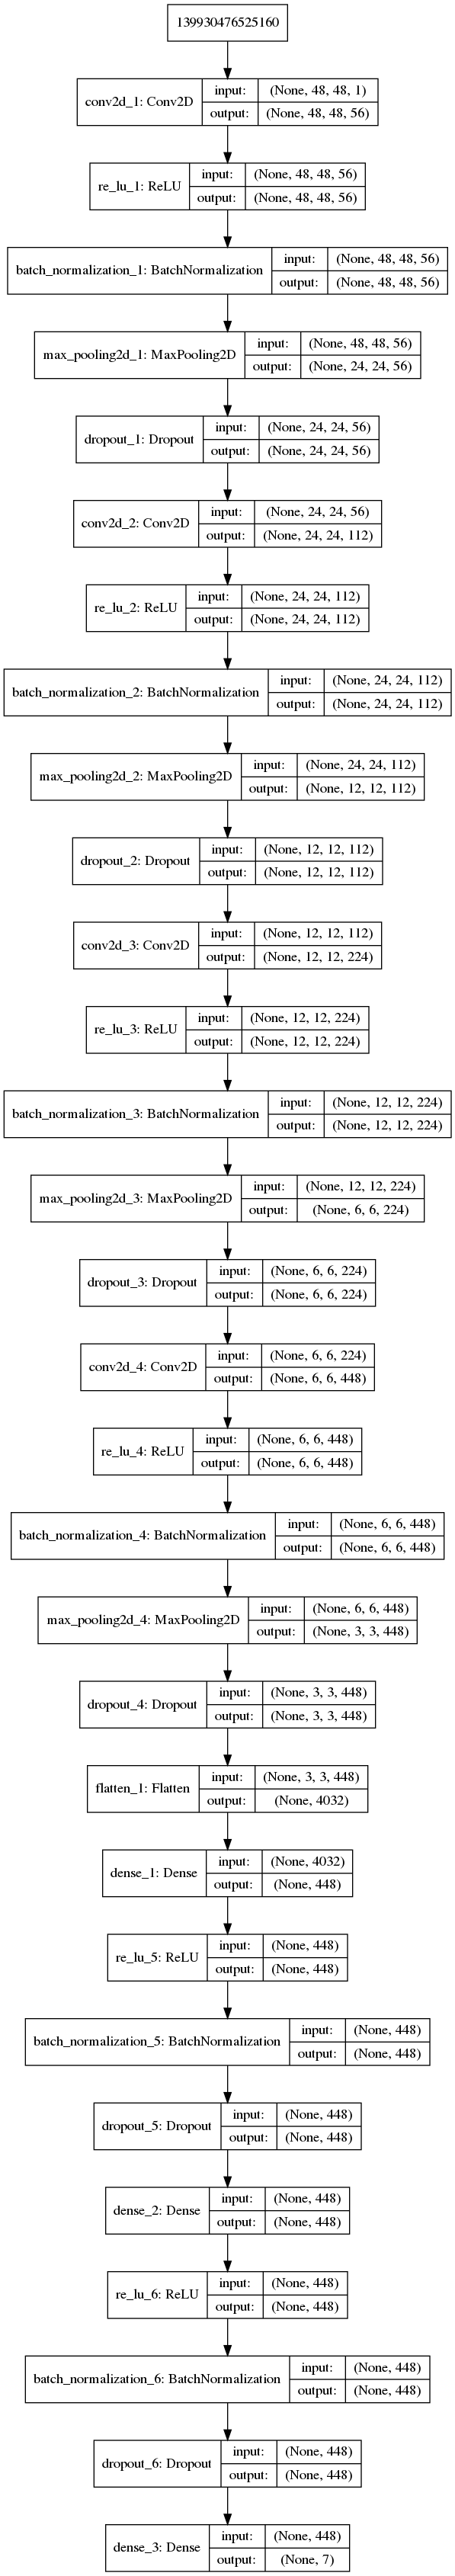 139930476525160
conv2d_1: Conv2D input: (None, 48, 48, 1)
output: (None, 48, 48, 56)
re_lu_1: ReLU input: (None, 48, 48, 56)
output: (None, 48, 48, 56)
batch_normalization_1: BatchNormalization input: (None, 48, 48, 56)
output: (None, 48, 48, 56)
max_pooling2d_1: MaxPooling2D input: (None, 48, 48, 56)
output: (None, 24, 24, 56)
dropout_1: Dropout input: (None, 24, 24, 56)
output: (None, 24, 24, 56)
conv2d_2: Conv2D input: (None, 24, 24, 56)
output: (None, 24, 24, 112)
re_lu_2: ReLU input: (None, 24, 24, 112)
output: (None, 24, 24, 112)
batch_normalization_2: BatchNormalization input: (None, 24, 24, 112)
output: (None, 24, 24, 112)
max_pooling2d_2: MaxPooling2D input: (None, 24, 24, 112)
output: (None, 12, 12, 112)
dropout_2: Dropout input: (None, 12, 12, 112)
output: (None, 12, 12, 112)
conv2d_3: Conv2D input: (None, 12, 12, 112)
output: (None, 12, 12, 224)
re_lu_3: ReLU input: (None, 12, 12, 224)
output: (None, 12, 12, 224)
batch_normalization_3: BatchNormalization input: (None, 12, 12, 224)
output: (None, 12, 12, 224)
max_pooling2d_3: MaxPooling2D input: (None, 12, 12, 224)
output: (None, 6, 6, 224)
dropout_3: Dropout input: (None, 6, 6, 224)
output: (None, 6, 6, 224)
conv2d_4: Conv2D input: (None, 6, 6, 224)
output: (None, 6, 6, 448)
re_lu_4: ReLU input: (None, 6, 6, 448)
output: (None, 6, 6, 448)
batch_normalization_4: BatchNormalization input: (None, 6, 6, 448)
output: (None, 6, 6, 448)
max_pooling2d_4: MaxPooling2D input: (None, 6, 6, 448)
output: (None, 3, 3, 448)
dropout_4: Dropout input: (None, 3, 3, 448)
output: (None, 3, 3, 448)
flatten_1: Flatten input: (None, 3, 3, 448)
output: (None, 4032)
dense_1: Dense input: (None, 4032)
output: (None, 448)
re_lu_5: ReLU input: (None, 448)
output: (None, 448)
batch_normalization_5: BatchNormalization input: (None, 448)
output: (None, 448)
dropout_5: Dropout input: (None, 448)
output: (None, 448)
dense_2: Dense input: (None, 448)
output: (None, 448)
re_lu_6: ReLU input: (None, 448)
output: (None, 448)
batch_normalization_6: BatchNormalization input: (None, 448)
output: (None, 448)
dropout_6: Dropout input: (None, 448)
output: (None, 448)
dense_3: Dense input: (None, 448)
output: (None, 7)